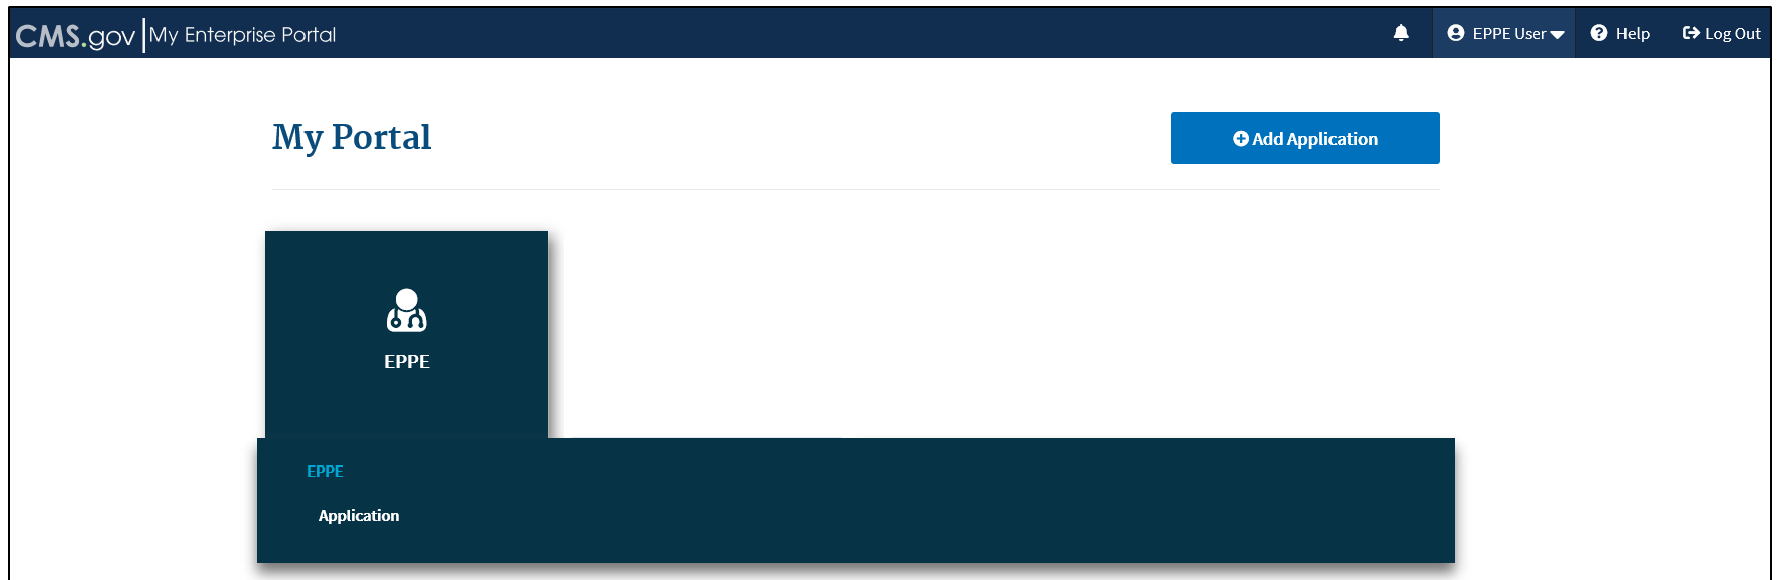 CMS.gov My Enterprise Portal
EPPE User
Help
Log Out
My Portal
Add Application
EPPE
EPPE
Application